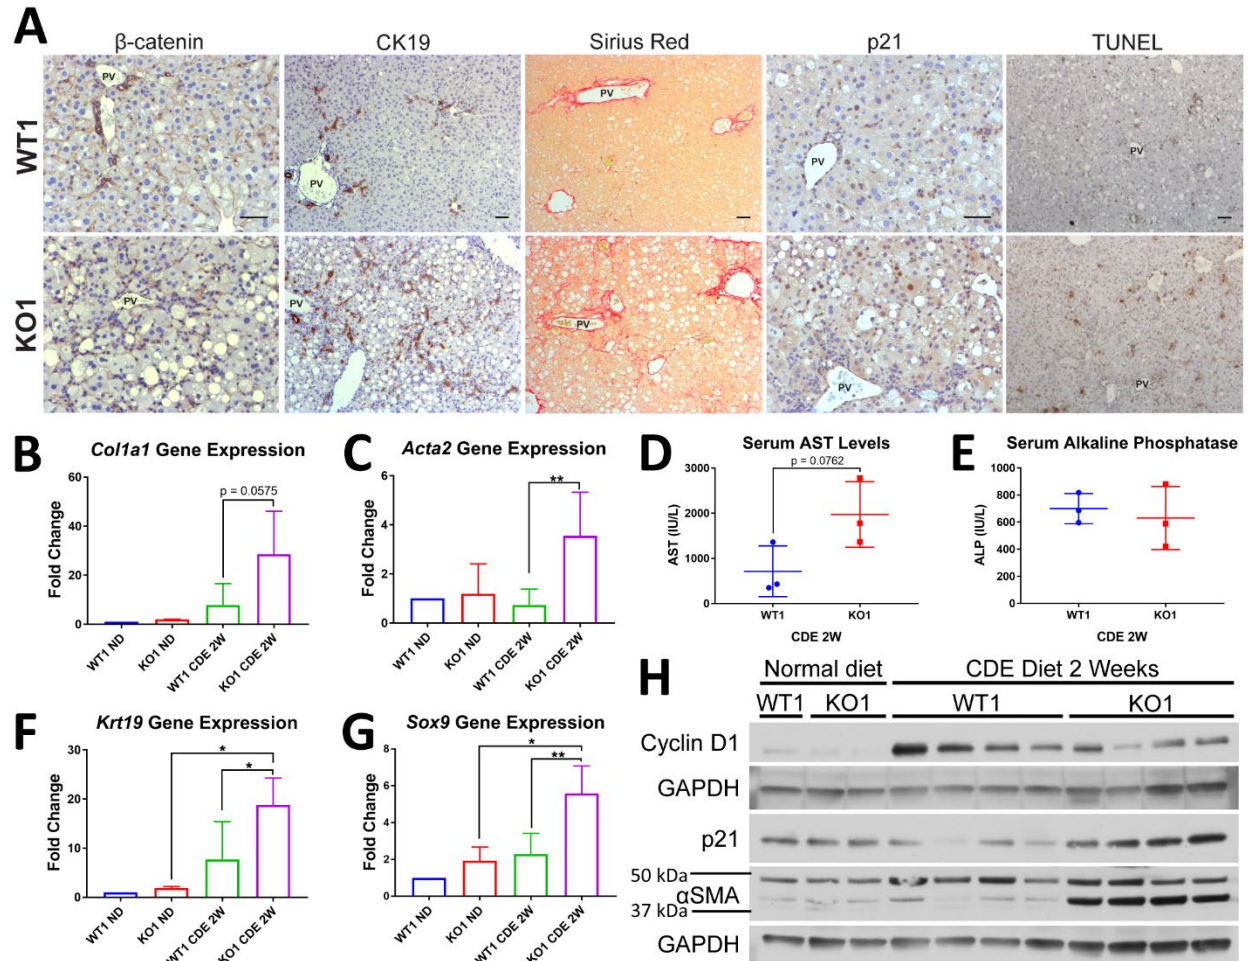 A
β-catenin
CK19
Sirius Red
p21
TUNEL
WT1
PV
PV
PV
PV
PV
KO1
PV
PV
PV
PV
PV
B
Col1a1 Gene Expression
Fold Change
60
40
20
0
p = 0.0575
WT1 ND
KO1 ND
WT1 CDE 2W
KO1 CDE 2W
C
Acta2 Gene Expression
Fold Change
6
4
2
0
**
WT1 ND
KO1 ND
WT1 CDE 2W
KO1 CDE 2W
D
Serum AST Levels
AST (IU/L)
3000
2000
1000
0
p = 0.0762
WT1
KO1
CDE 2W
E
Serum Alkaline Phosphatase
ALP (IU/L)
1000
800
600
400
200
0
WT1
KO1
CDE 2W
F
Krt19 Gene Expression
Fold Change
30
20
10
0
*
*
WT1 ND
KO1 ND
WT1 CDE 2W
KO1 CDE 2W
G
Sox9 Gene Expression
Fold Change
8
6
4
2
0
*
**
WT1 ND
KO1 ND
WT1 CDE 2W
KO1 CDE 2W
H
Normal diet
CDE Diet 2 Weeks
WT1
KO1
WT1
KO1
Cyclin D1
GAPDH
p21
50 kDa
αSMA
37 kDa
GAPDH